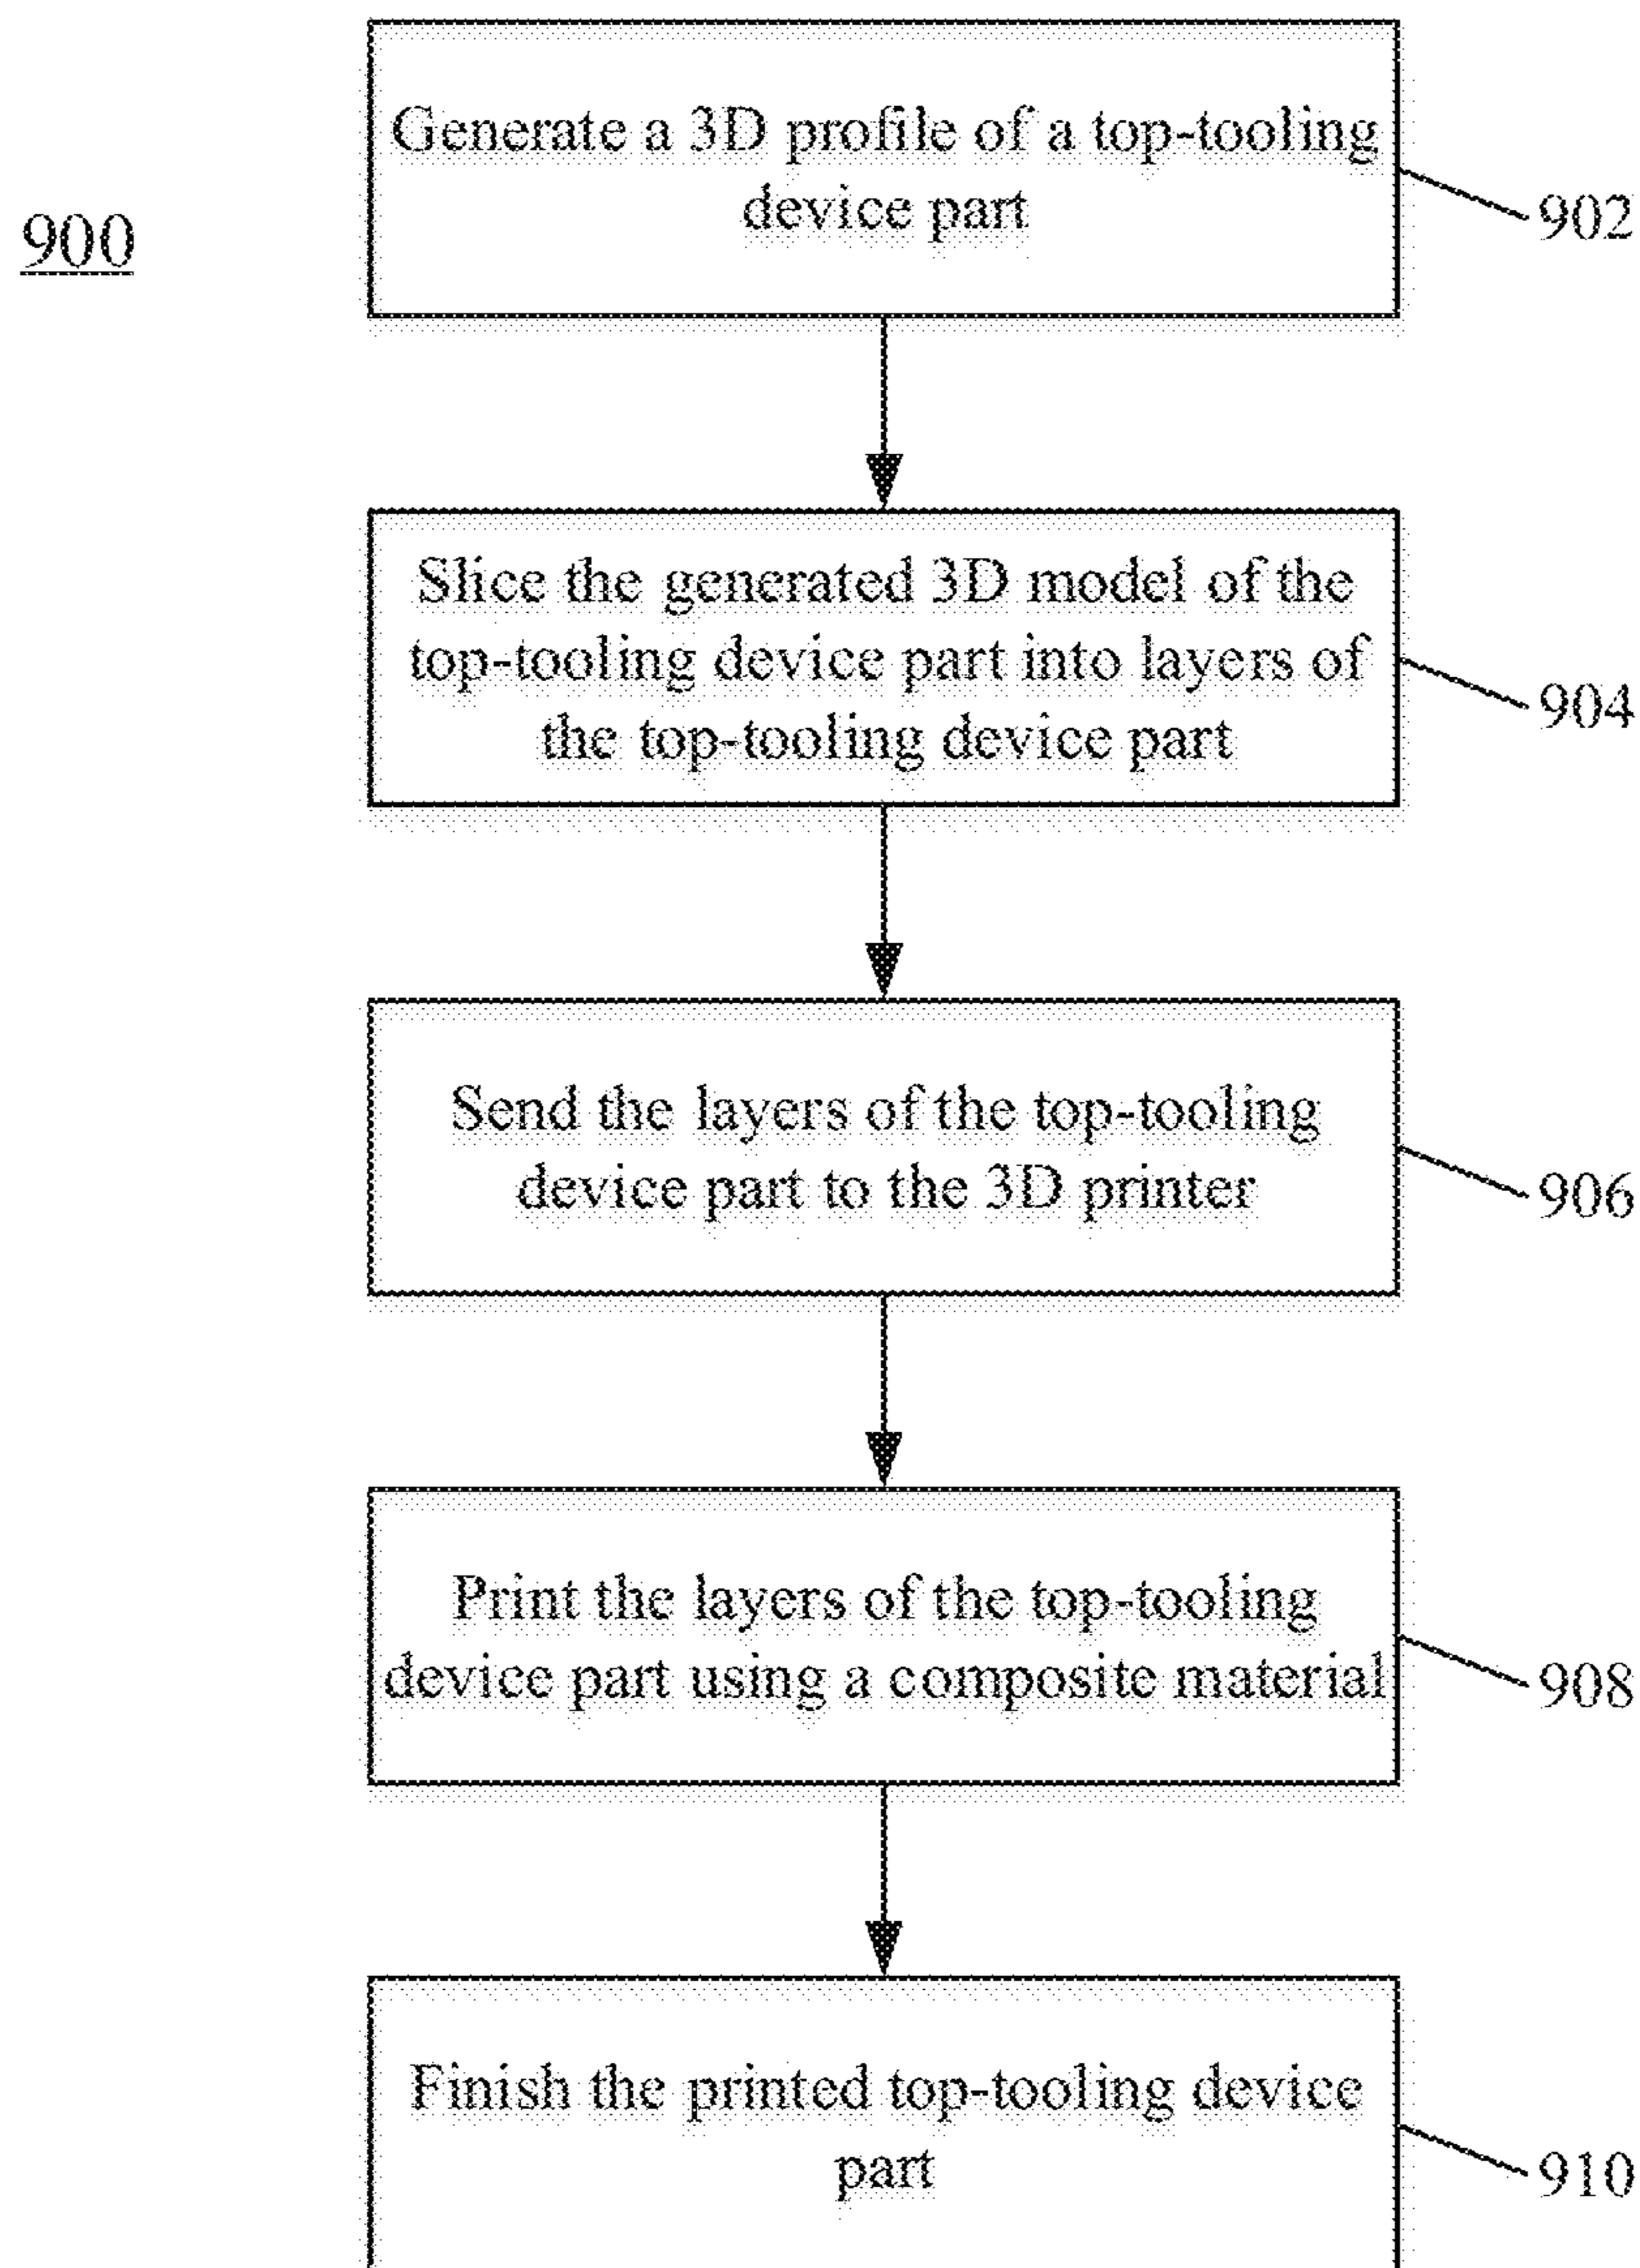 Generate a 3D profile of a top-tooling
device part
902
900
Slice the generated 3D model of the
top-tooling device part into layers of
the top-tooling device part
904
Send the layers of the top-tooling
device part to the 3D printer
906
Print the layers of the top-tooling
device part using a composite material
908
Finish the printed top-tooling device
part
910